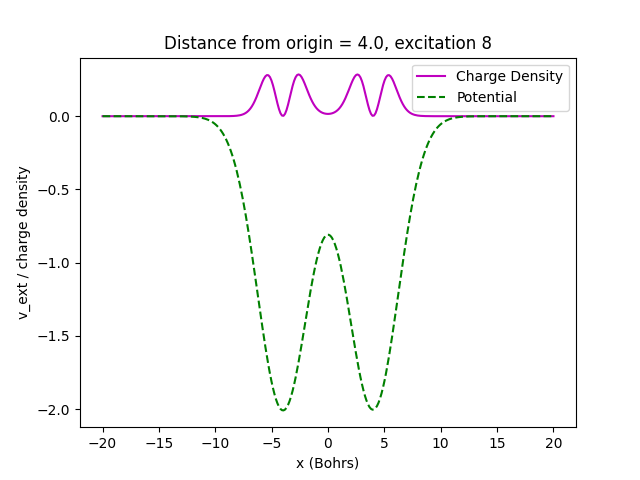 Distance from origin = 4.0, excitation 8
Charge Density
Potential
0.0
−0.5
−1.0
−1.5
−2.0
v_ext / charge density
−20
−15
−10
−5
0
5
10
15
20
x (Bohrs)